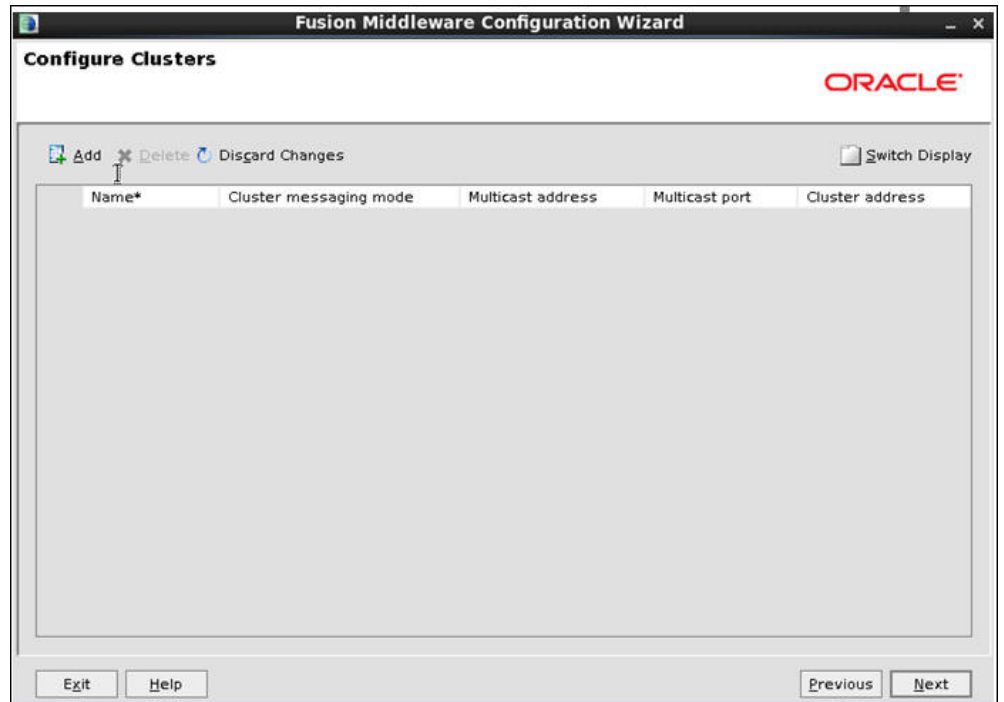 Fusion Middleware Configuration Wizard
Configure Clusters
ORACLE
Add Delete Discard Changes Switch Display
Name* Cluster messaging mode Multicast address Multicast port Cluster address
Exit Help Previous Next